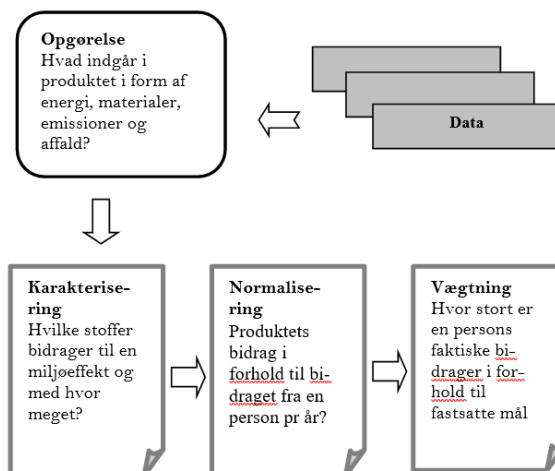 Opgørelse
Hvad indgår i
produktet i form af
energi, materialer,
emissioner og
affald?
Data
Karakterise-
ring
Hvilke stoffer
bidrager til en
miljøeffekt og
med hvor
meget?
Normalise-
ring
Produktets
bidrag i
forhold til bi-
draget fra en
person pr år?
Vægtning
Hvor stort er
en persons
faktiske bi-
drager i for-
hold til
fastsatte mål